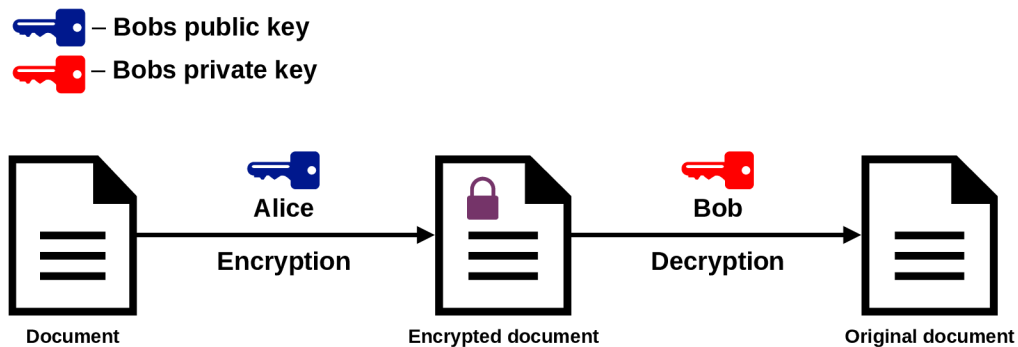 – Bobs public key
– Bobs private key
Alice
Encryption
Bob
Decryption
Document
Encrypted document
Original document